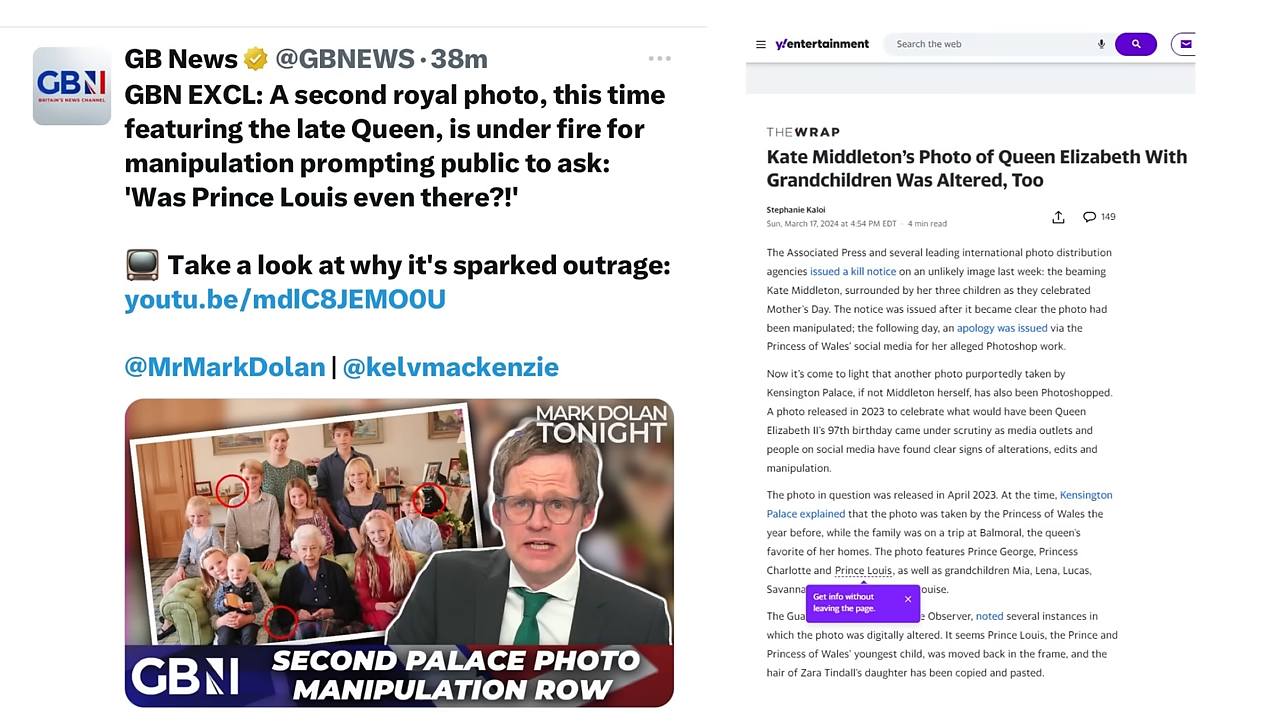 GB News @GBNEWS · 38m
GBN EXCL: A second royal photo, this time
featuring the late Queen, is under fire for
manipulation prompting public to ask:
'Was Prince Louis even there?!'
Take a look at why it's sparked outrage:
youtu.be/mdlC8JEMO0U
@MrMarkDolan | @kelvmackenzie
GBN
BRITAIN'S NEWS CHANNEL
MARK DOLAN
TONIGHT
GBN
SECOND PALACE PHOTO
MANIPULATION ROW
y!entertainment
Search the web
THEWRAP
Kate Middleton's Photo of Queen Elizabeth With
Grandchildren Was Altered, Too
Stephanie Kaloi
Sun, March 17, 2024 at 4:54 PM EDT · 4 min read
149
The Associated Press and several leading international photo distribution
agencies issued a kill notice on an unlikely image last week: the beaming
Kate Middleton, surrounded by her three children as they celebrated
Mother's Day. The notice was issued after it became clear the photo had
been manipulated; the following day, an apology was issued via the
Princess of Wales' social media for her alleged Photoshop work.
Now it's come to light that another photo purportedly taken by
Kensington Palace, if not Middleton herself, has also been Photoshopped.
A photo released in 2023 to celebrate what would have been Queen
Elizabeth II's 97th birthday came under scrutiny as media outlets and
people on social media have found clear signs of alterations, edits and
manipulation.
The photo in question was released in April 2023. At the time, Kensington
Palace explained that the photo was taken by the Princess of Wales the
year before, while the family was on a trip at Balmoral, the queen's
favorite of her homes. The photo features Prince George, Princess
Charlotte and Prince Louis, as well as grandchildren Mia, Lena, Lucas,
Savanna ouise.
Get info without
leaving the page.
The Gua e Observer, noted several instances in
which the photo was digitally altered. It seems Prince Louis, the Prince and
Princess of Wales' youngest child, was moved back in the frame, and the
hair of Zara Tindall's daughter has been copied and pasted.